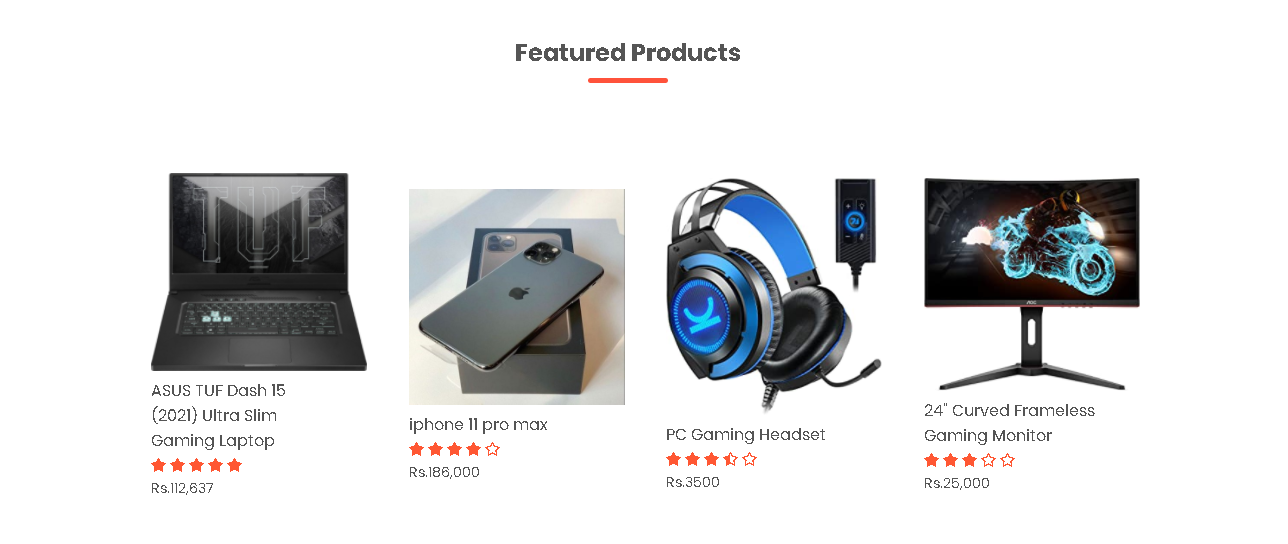 Featured Products
TUF
ASUS TUF Dash 15
(2021) Ultra Slim
Gaming Laptop
Rs.112,637
iphone 11 pro max
Rs.186,000
PC Gaming Headset
Rs.3500
AOC
24" Curved Frameless
Gaming Monitor
Rs.25,000